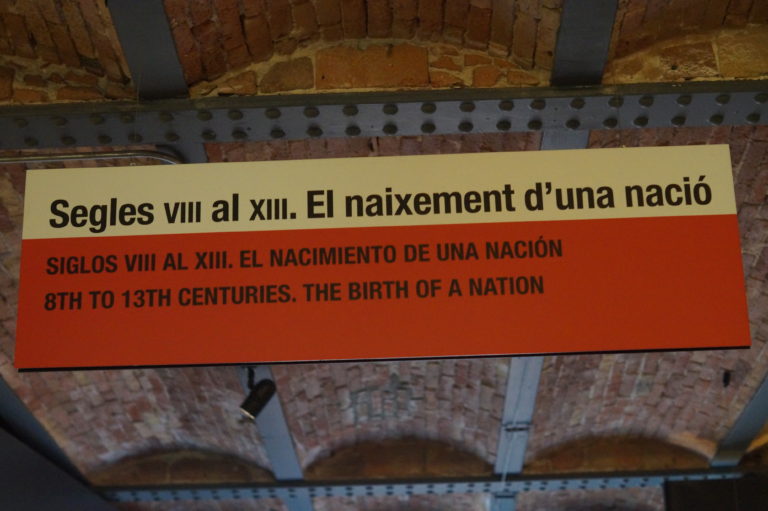 Segles VIII al XIII. El naixement d'una nació
SIGLOS VIII AL XIII. EL NACIMIENTO DE UNA NACIÓN
8TH TO 13TH CENTURIES. THE BIRTH OF A NATION